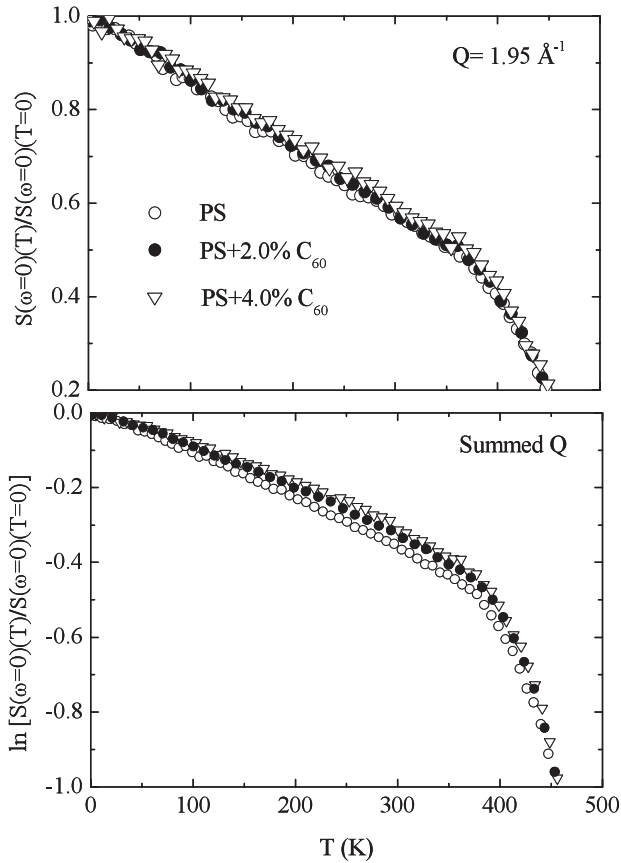 1.0
0.8
0.6
0.4
0.2
S(ω=0)(T)/S(ω=0)(T=0)
Q= 1.95 Å⁻¹
PS
PS+2.0% C₆₀
PS+4.0% C₆₀
0.0
-0.2
-0.4
-0.6
-0.8
-1.0
ln [S(ω=0)(T)/S(ω=0)(T=0)]
Summed Q
0 100 200 300 400 500
T (K)